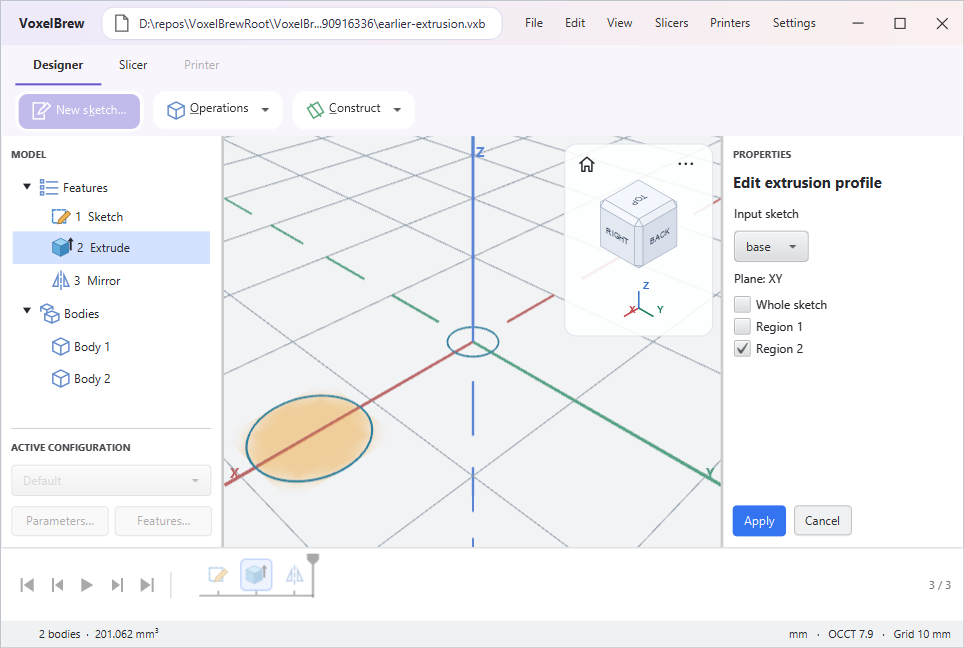 VoxelBrew
D:\repos\VoxelBrewRoot\VoxelBr...90916336\earlier-extrusion.vxb
File Edit View Slicers Printers Settings
Designer Slicer Printer
New sketch... Operations Construct
MODEL
Features
1 Sketch
2 Extrude
3 Mirror
Bodies
Body 1
Body 2
ACTIVE CONFIGURATION
Default
Parameters... Features...
Z
X
Y
TOP
RIGHT BACK
Z
X Y
PROPERTIES
Edit extrusion profile
Input sketch
base
Plane: XY
Whole sketch
Region 1
Region 2
Apply Cancel
3 / 3
2 bodies · 201.062 mm³
mm · OCCT 7.9 · Grid 10 mm